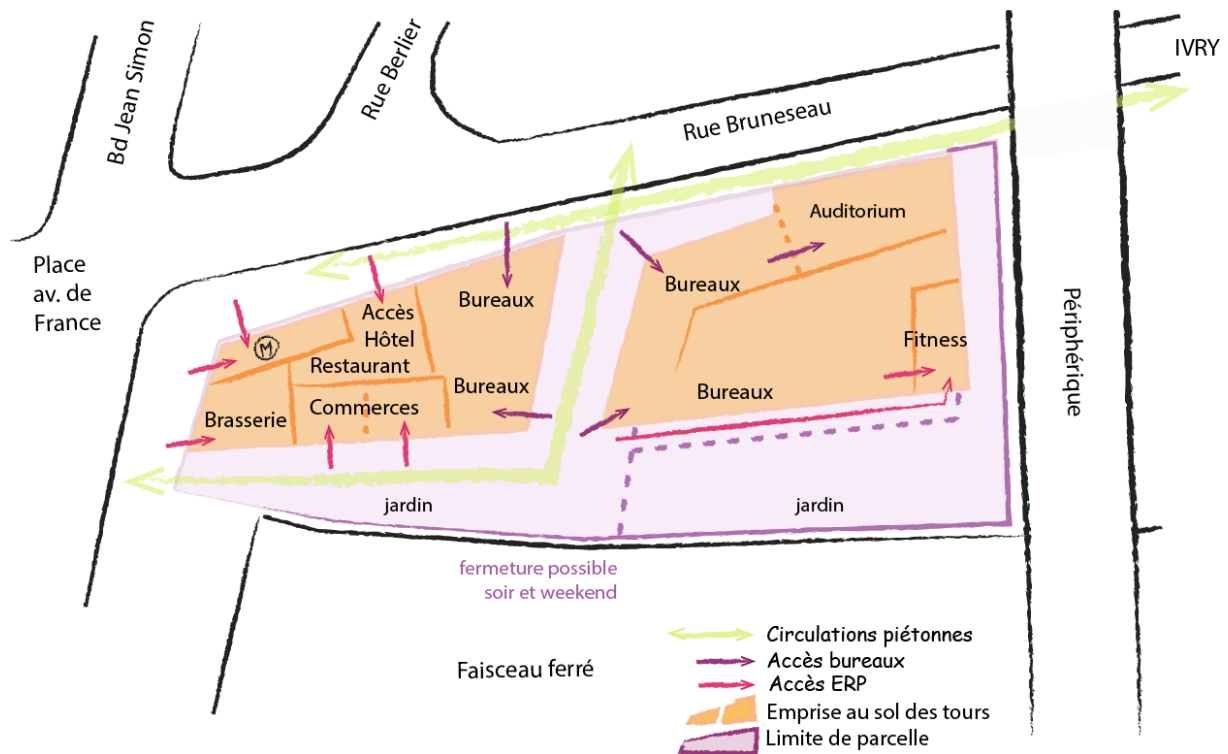 Bd Jean Simon
Rue Berlier
Rue Bruneseau
IVRY
Place
av. de
France
Périphérique
Auditorium
Bureaux
Bureaux
Accès
Hôtel
M
Restaurant
Fitness
Brasserie
Commerces
Bureaux
Bureaux
jardin
jardin
fermeture possible
soir et weekend
Faisceau ferré
Circulations piétonnes
Accès bureaux
Accès ERP
Emprise au sol des tours
Limite de parcelle